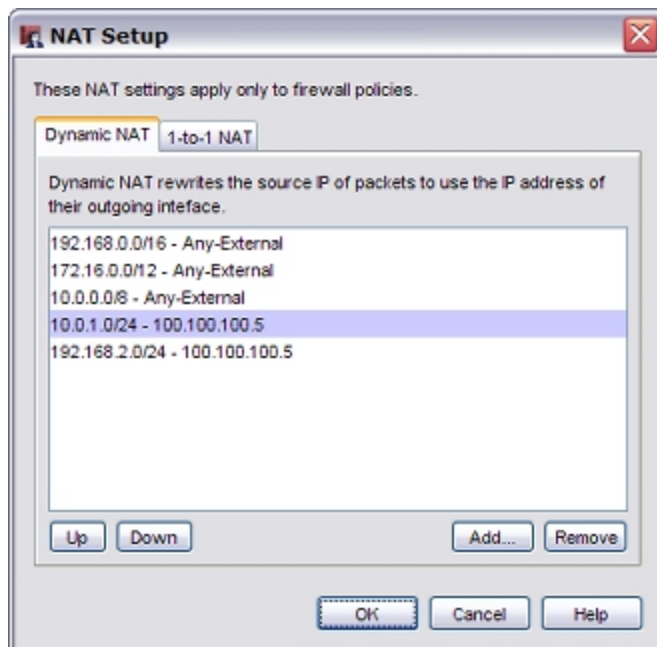 NAT Setup
These NAT settings apply only to firewall policies.
Dynamic NAT
1-to-1 NAT
Dynamic NAT rewrites the source IP of packets to use the IP address of
their outgoing inteface.
192.168.0.0/16 - Any-External
172.16.0.0/12 - Any-External
10.0.0.0/8 - Any-External
10.0.1.0/24 - 100.100.100.5
192.168.2.0/24 - 100.100.100.5
Up
Down
Add...
Remove
OK
Cancel
Help